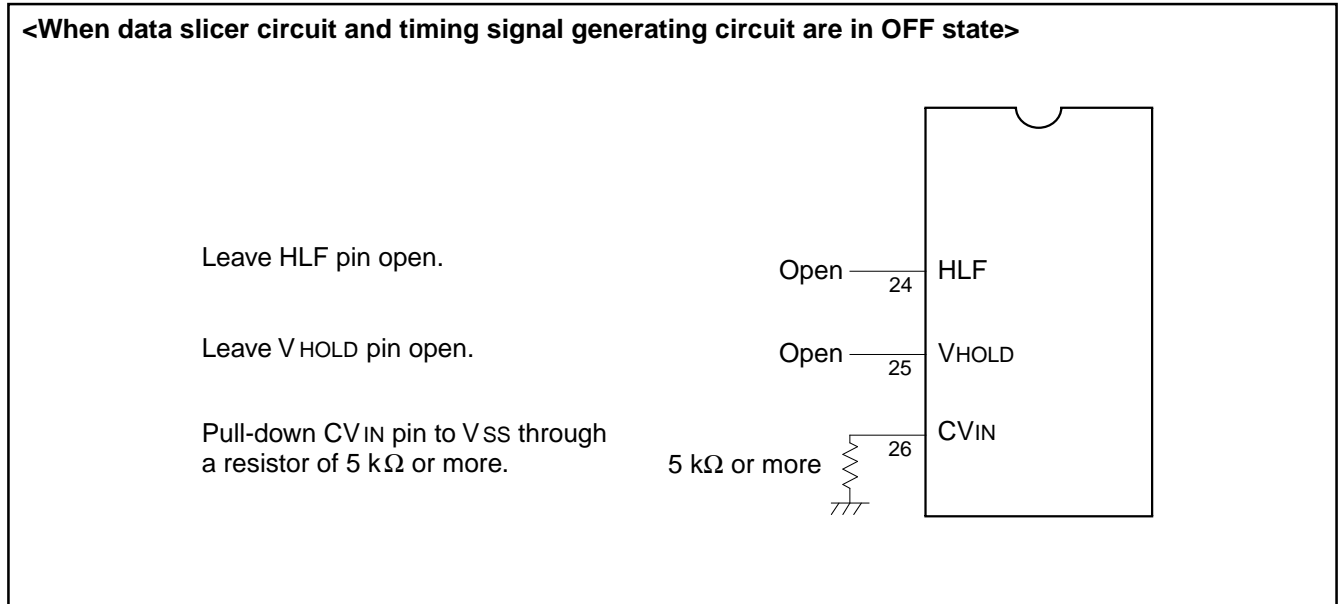 <When data slicer circuit and timing signal generating circuit are in OFF state>
Leave HLF pin open.
Open
24
HLF
Leave VHOLD pin open.
Open
25
VHOLD
Pull-down CVIN pin to VSS through
a resistor of 5 kΩ or more.
5 kΩ or more
26
CVIN